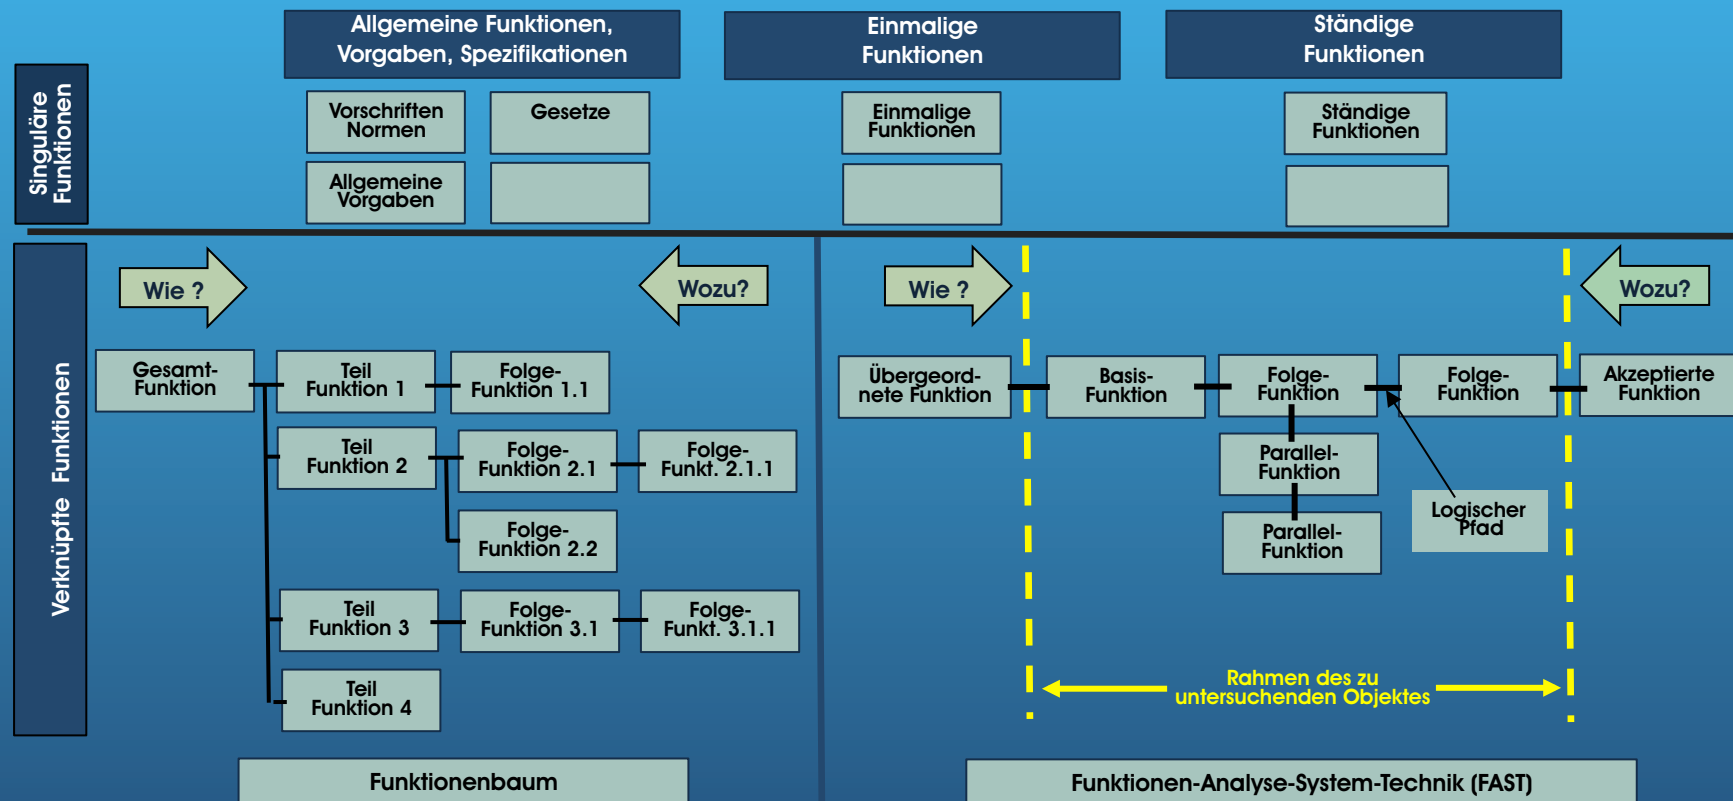 Allgemeine Funktionen,
Vorgaben, Spezifikationen
Einmalige
Funktionen
Ständige
Funktionen
Singuläre
Funktionen
Vorschriften
Normen
Gesetze
Einmalige
Funktionen
Ständige
Funktionen
Allgemeine
Vorgaben
Verknüpfte Funktionen
Wie ?
Wozu?
Gesamt-
Funktion
Teil
Funktion 1
Folge-
Funktion 1.1
Teil
Funktion 2
Folge-
Funktion 2.1
Folge-
Funkt. 2.1.1
Folge-
Funktion 2.2
Teil
Funktion 3
Folge-
Funktion 3.1
Folge-
Funkt. 3.1.1
Teil
Funktion 4
Funktionenbaum
Wie ?
Wozu?
Übergeord-
nete Funktion
Basis-
Funktion
Folge-
Funktion
Folge-
Funktion
Akzeptierte
Funktion
Parallel-
Funktion
Parallel-
Funktion
Logischer
Pfad
Rahmen des zu
untersuchenden Objektes
Funktionen-Analyse-System-Technik (FAST)